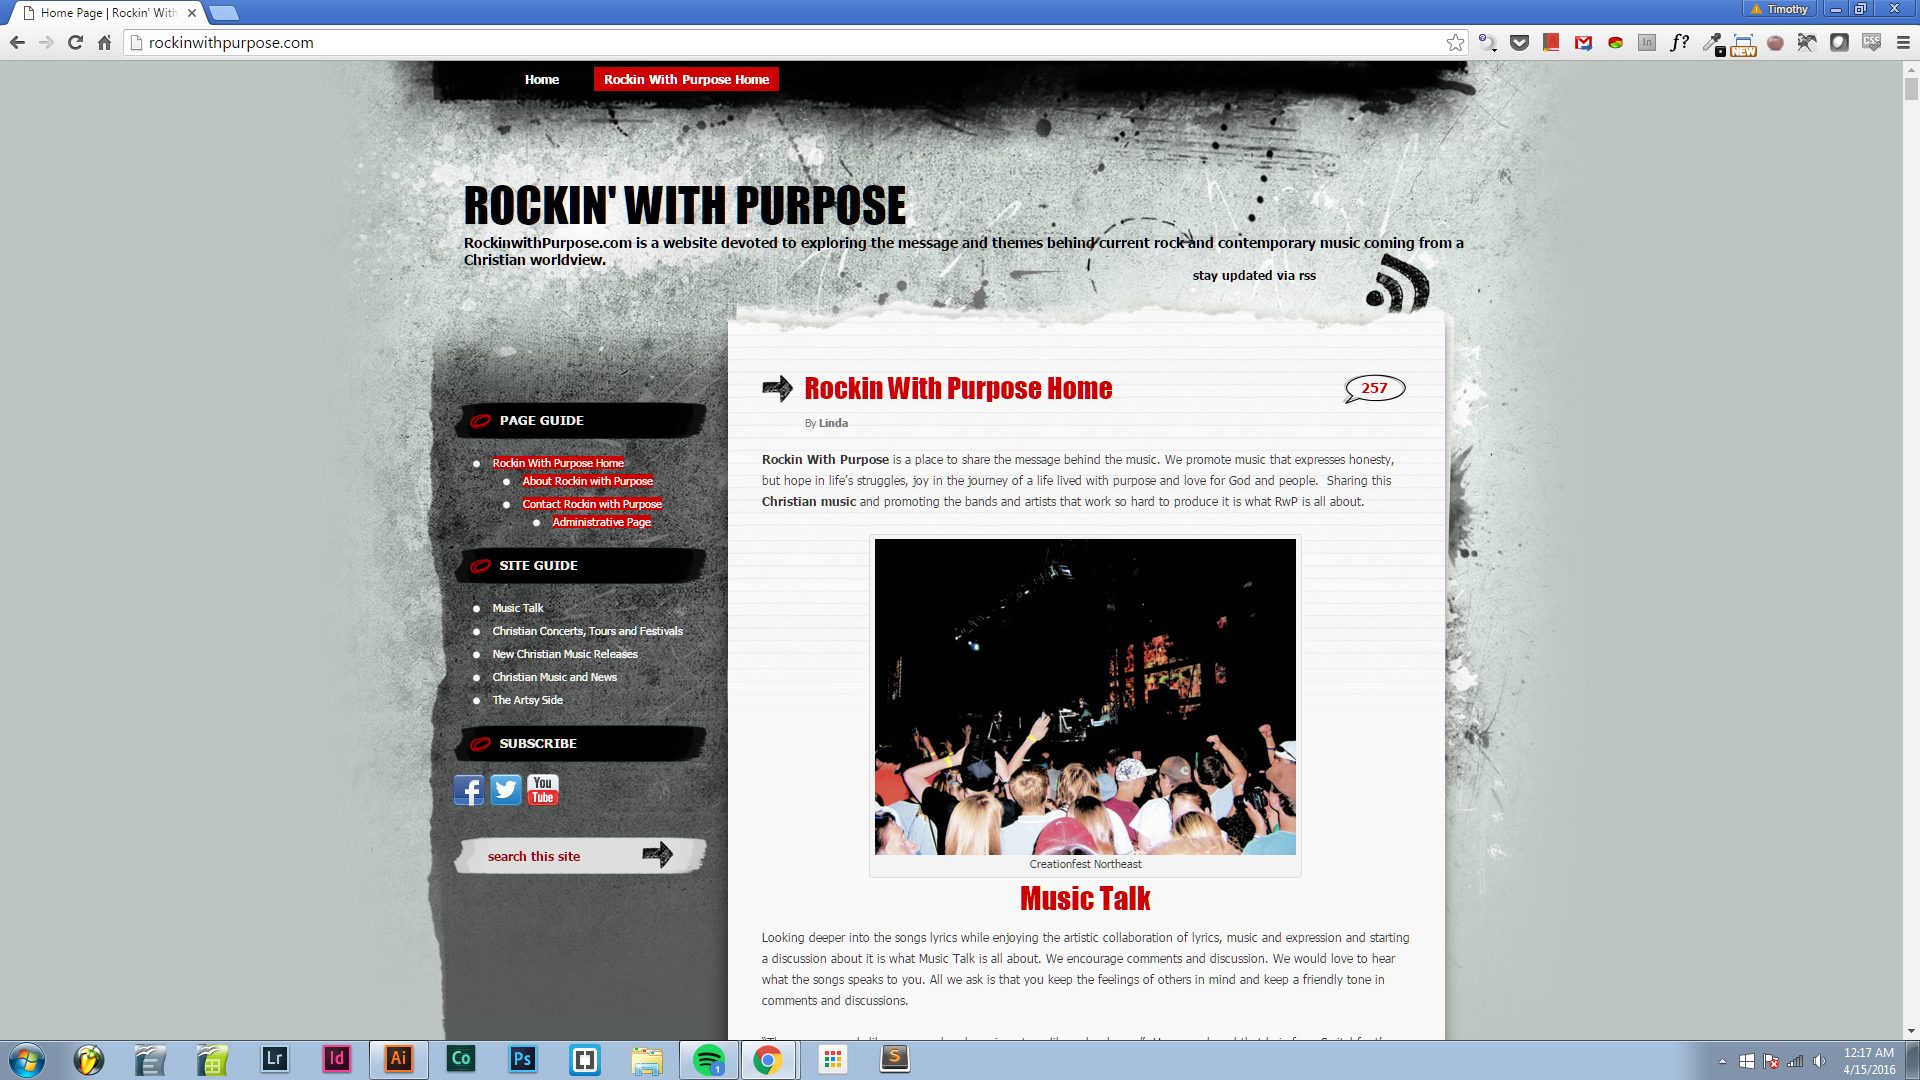 Home Page | Rockin' With
Timothy
rockinwithpurpose.com
Home
Rockin With Purpose Home
ROCKIN' WITH PURPOSE
RockinwithPurpose.com is a website devoted to exploring the message and themes behind current rock and contemporary music coming from a
Christian worldview.
stay updated via rss
PAGE GUIDE
Rockin With Purpose Home
About Rockin with Purpose
Contact Rockin with Purpose
Administrative Page
SITE GUIDE
Music Talk
Christian Concerts, Tours and Festivals
New Christian Music Releases
Christian Music and News
The Artsy Side
SUBSCRIBE
You
Tube
search this site
Rockin With Purpose Home
257
By Linda
Rockin With Purpose is a place to share the message behind the music. We promote music that expresses honesty,
but hope in life’s struggles, joy in the journey of a life lived with purpose and love for God and people.  Sharing this
Christian music and promoting the bands and artists that work so hard to produce it is what RwP is all about.
Creationfest Northeast
Music Talk
Looking deeper into the songs lyrics while enjoying the artistic collaboration of lyrics, music and expression and starting
a discussion about it is what Music Talk is all about. We encourage comments and discussion. We would love to hear
what the songs speaks to you. All we ask is that you keep the feelings of others in mind and keep a friendly tone in
comments and discussions.
Lr
Id
Ai
Co
Ps
1
S
12:17 AM
4/15/2016
f?
NEW
CSS
In